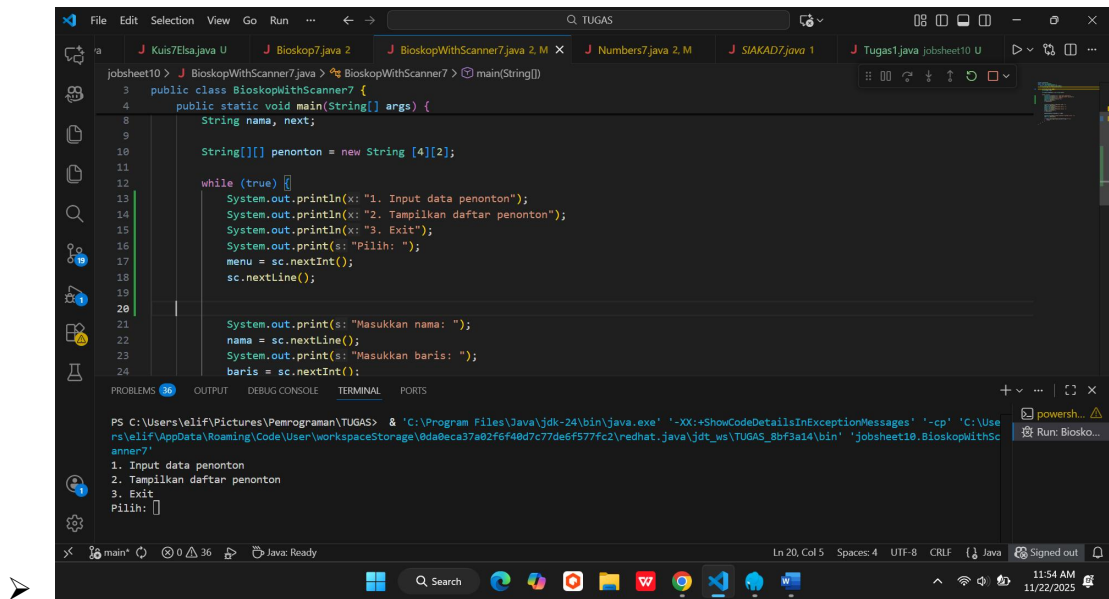 File Edit Selection View Go Run ··· TUGAS
va Kuis7Elsa.java U Bioskop7.java 2 BioskopWithScanner7.java 2, M Numbers7.java 2, M SIAKAD7.java 1 Tugas1.java jobsheet10 U
jobsheet10 > BioskopWithScanner7.java > BioskopWithScanner7 > main(String[])
3 public class BioskopWithScanner7 {
4 public static void main(String[] args) {
8 String nama, next;
9
10 String[][] penonton = new String [4][2];
11
12 while (true) {
13 System.out.println(x: "1. Input data penonton");
14 System.out.println(x: "2. Tampilkan daftar penonton");
15 System.out.println(x: "3. Exit");
16 System.out.print(s: "Pilih: ");
17 menu = sc.nextInt();
18 sc.nextLine();
19
20
21 System.out.print(s: "Masukkan nama: ");
22 nama = sc.nextLine();
23 System.out.print(s: "Masukkan baris: ");
24 baris = sc.nextInt();
PROBLEMS 36 OUTPUT DEBUG CONSOLE TERMINAL PORTS
PS C:\Users\elif\Pictures\Pemrograman\TUGAS> & 'C:\Program Files\Java\jdk-24\bin\java.exe' '-XX:+ShowCodeDetailsInExceptionMessages' '-cp' 'C:\Use
rs\elif\AppData\Roaming\Code\User\workspaceStorage\0da0eca37a02f6f40d7c77de6f577fc2\redhat.java\jdt_ws\TUGAS_8bf3a14\bin' 'jobsheet10.BioskopWithSc
anner7'
1. Input data penonton
2. Tampilkan daftar penonton
3. Exit
Pilih:
powersh...
Run: Biosko...
19
1
1
main* 0 36 Java: Ready Ln 20, Col 5 Spaces: 4 UTF-8 CRLF Java Signed out
Search 11:54 AM
11/22/2025